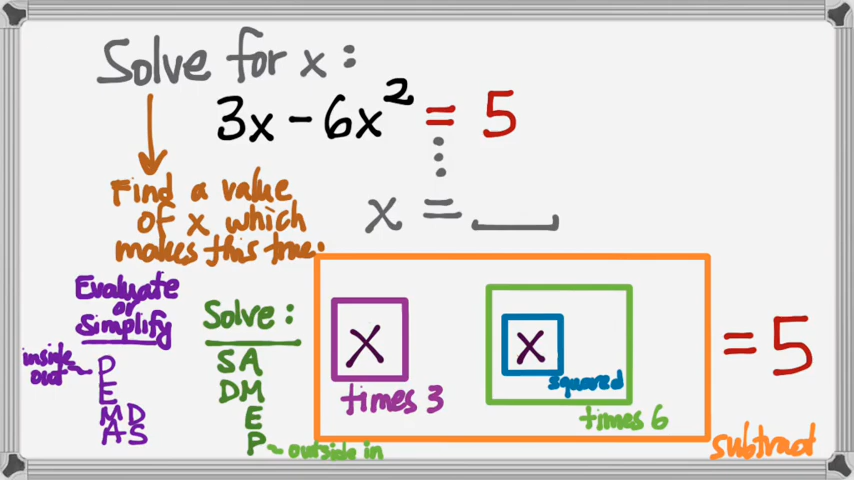 Solve for x:
3x - 6x² = 5
Find a value
of x which
makes this true.
x = ___
Evaluate
or
Simplify
inside
out
P
E
MD
AS
Solve:
SA
DM
E
P ~ outside in
x
times 3
x
squared
times 6
= 5
subtract